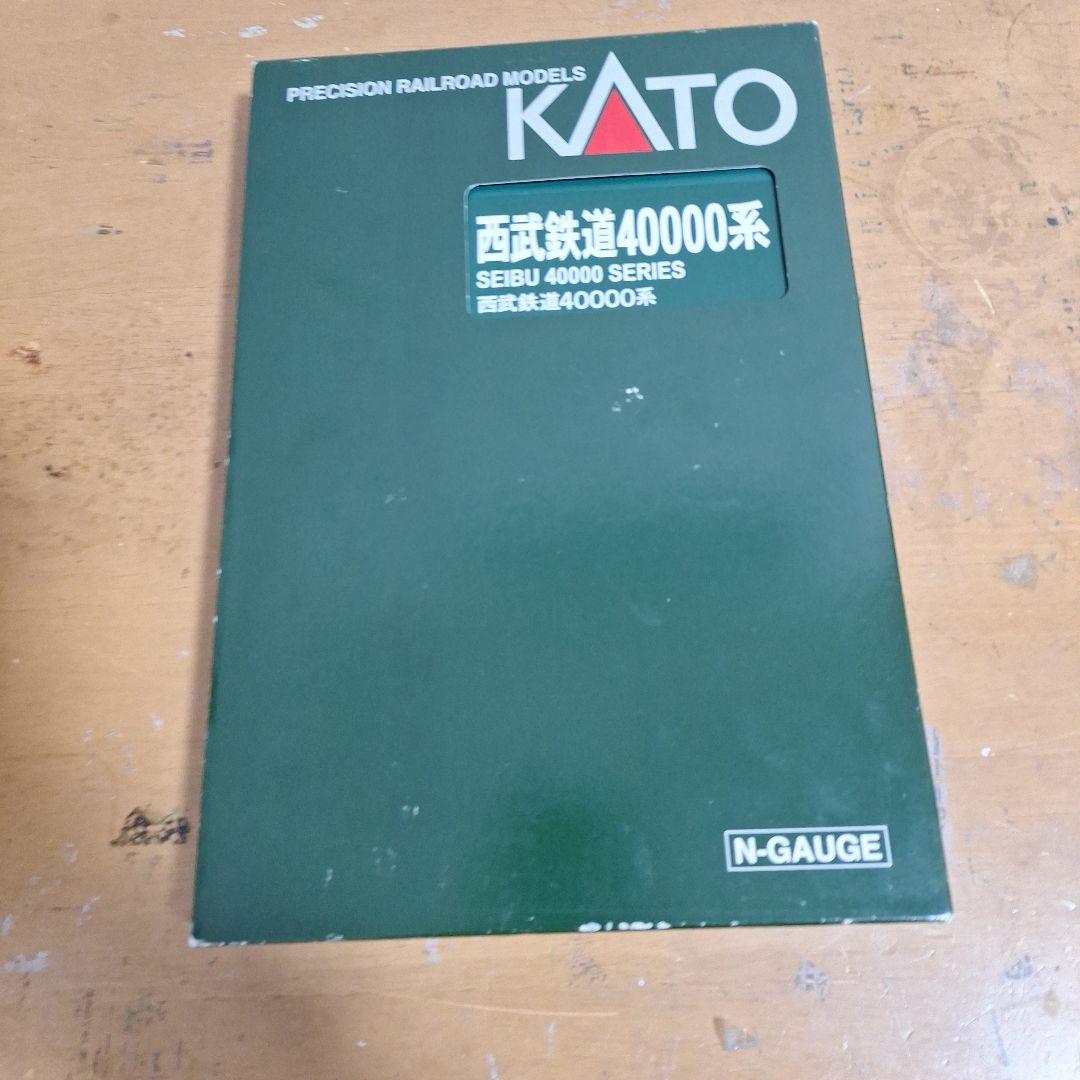 PRECISION RAILROAD MODELS
KATO
西武鉄道40000系
SEIBU 40000 SERIES
西武鉄道40000系
N-GAUGE